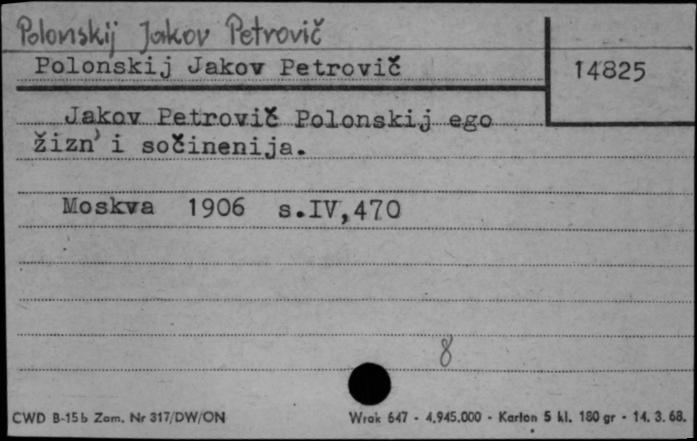 Polonskij Jakov Petrovič
Polonskij Jakov Petrovič
14825
Jakov Petrovič Polonskij ego
žizn' i sočinenija.
Moskva 1906 s.IV,470
8
CWD B-15b Zam. Nr 317/DW/ON
Wrak 647 - 4.945.000 - Karton 5 kl. 180 gr - 14. 3. 68.